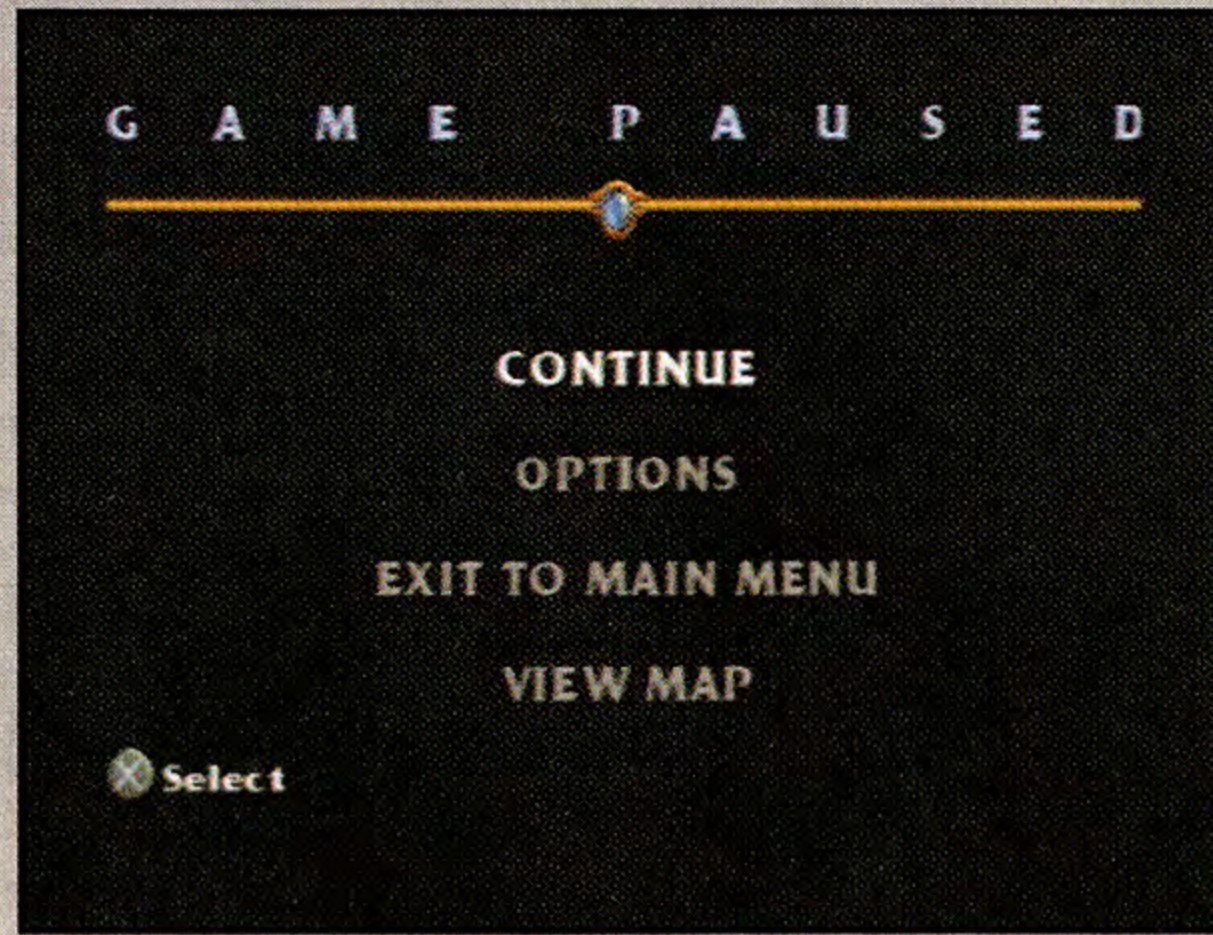 GAME PAUSED
CONTINUE
OPTIONS
EXIT TO MAIN MENU
VIEW MAP
Select